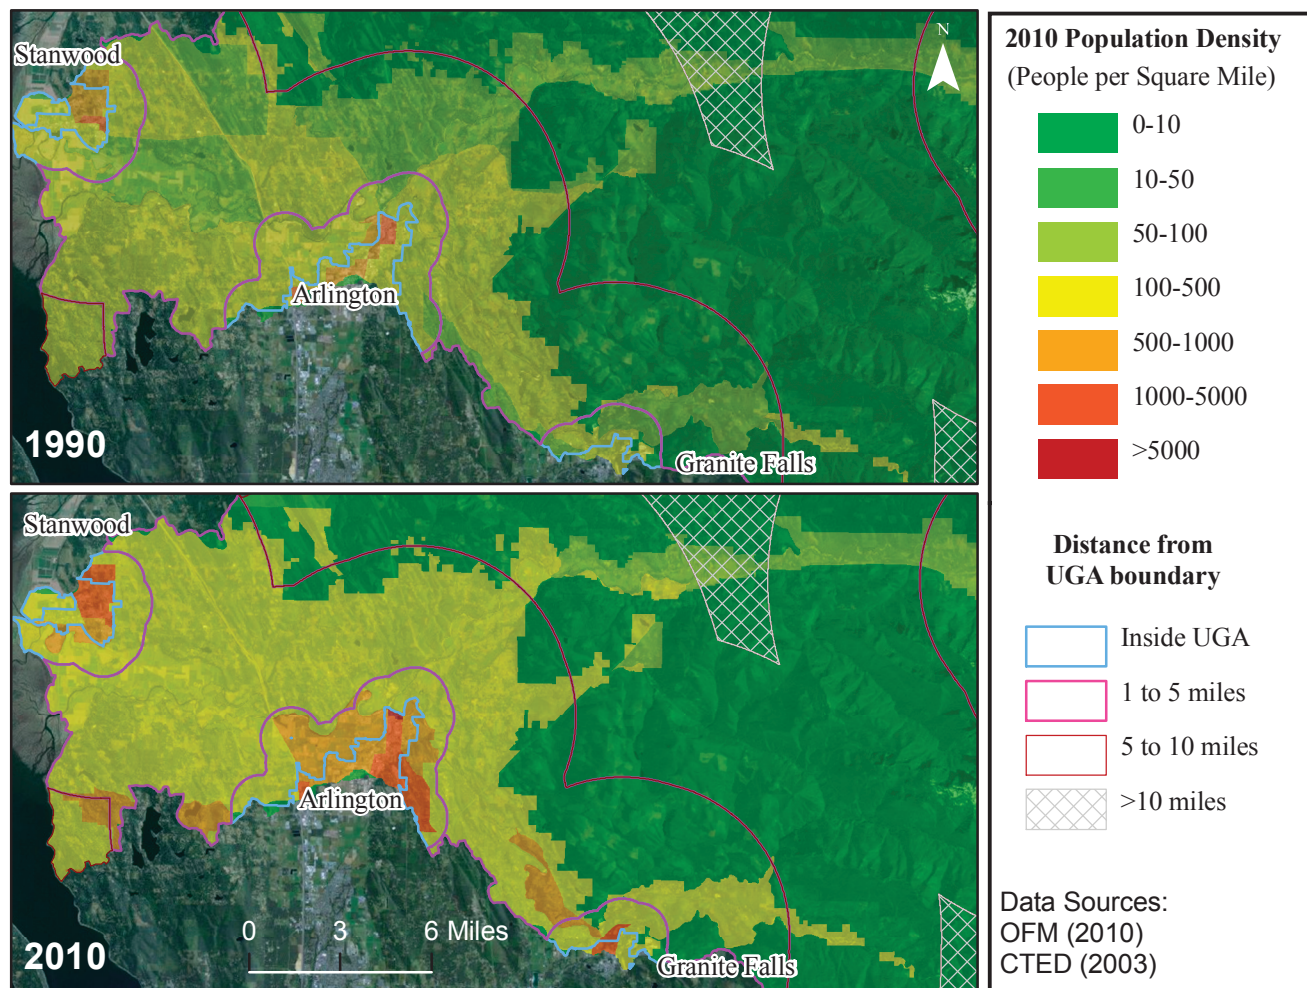 Stanwood
N
Arlington
Granite Falls
1990
Stanwood
Arlington
0 3 6 Miles
Granite Falls
2010
2010 Population Density
(People per Square Mile)
0-10
10-50
50-100
100-500
500-1000
1000-5000
>5000
Distance from
UGA boundary
Inside UGA
1 to 5 miles
5 to 10 miles
>10 miles
Data Sources:
OFM (2010)
CTED (2003)